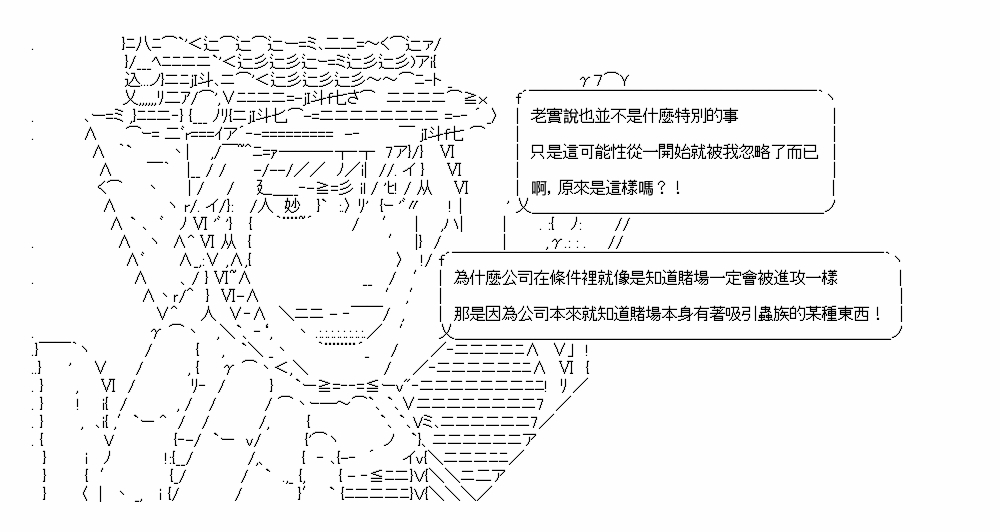 老實說也並不是什麼特別的事
只是這可能性從一開始就被我忽略了而已
啊，原來是這樣嗎？！
為什麼公司在條件裡就像是知道賭場一定會被進攻一樣
那是因為公司本來就知道賭場本身有著吸引蟲族的某種東西！